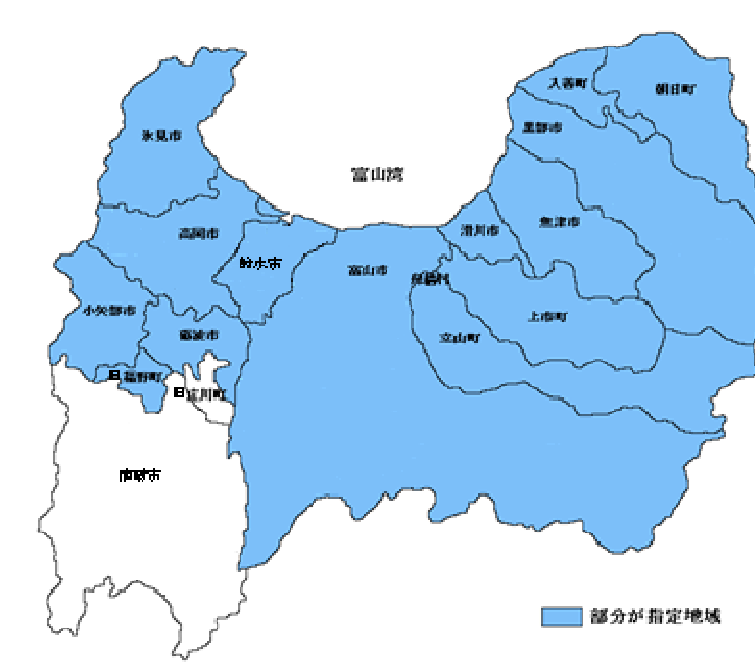 入善町
朝日町
黒部市
氷見市
富山湾
魚津市
滑川市
高岡市
射水市
富山市
舟橋村
小矢部市
上市町
砺波市
立山町
旧福野町
旧庄川町
南砺市
部分が指定地域